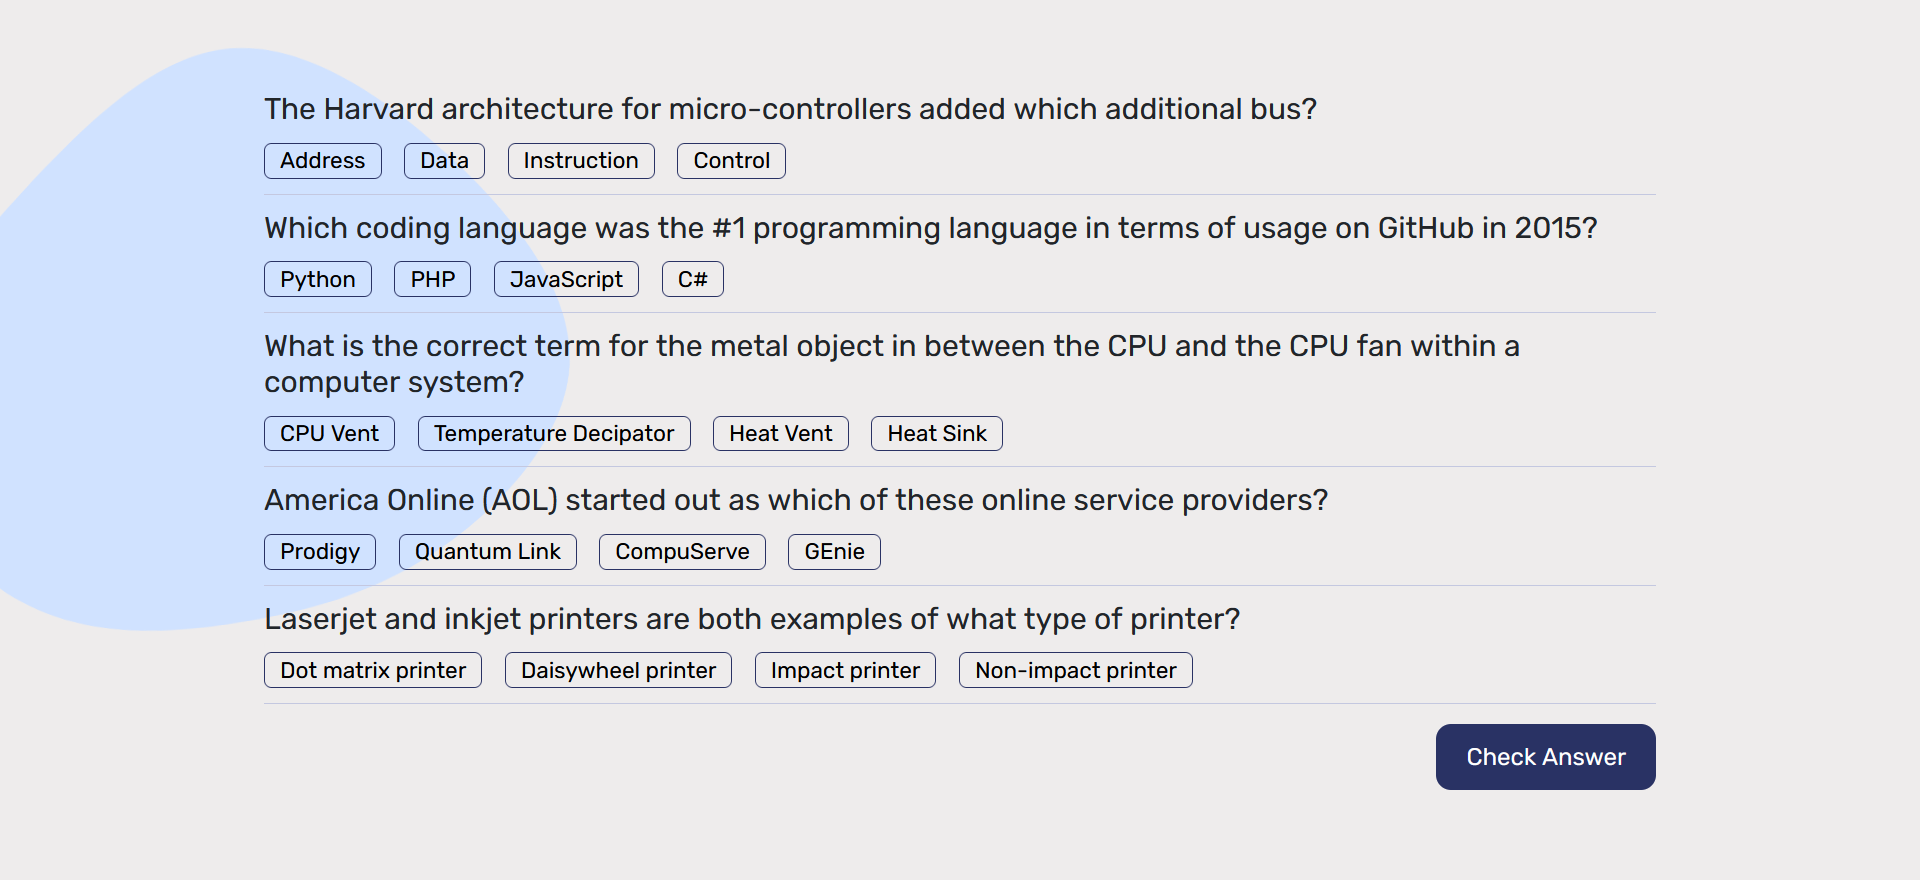 The Harvard architecture for micro-controllers added which additional bus?
Address Data Instruction Control
Which coding language was the #1 programming language in terms of usage on GitHub in 2015?
Python PHP JavaScript C#
What is the correct term for the metal object in between the CPU and the CPU fan within a
computer system?
CPU Vent Temperature Decipator Heat Vent Heat Sink
America Online (AOL) started out as which of these online service providers?
Prodigy Quantum Link CompuServe GEnie
Laserjet and inkjet printers are both examples of what type of printer?
Dot matrix printer Daisywheel printer Impact printer Non-impact printer
Check Answer